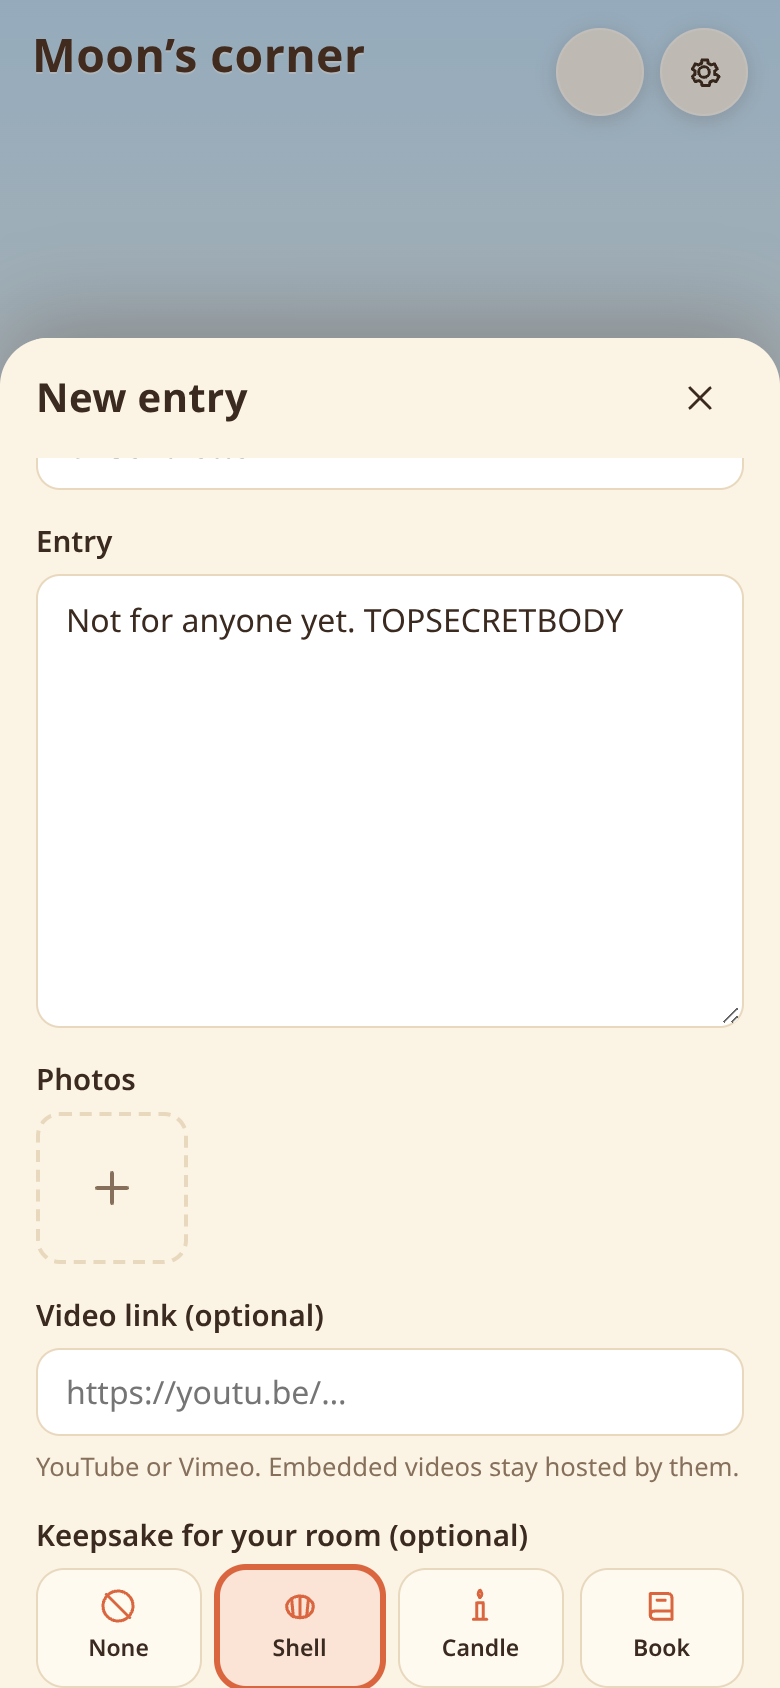 Moon’s corner
New entry
Entry
Not for anyone yet. TOPSECRETBODY
Photos
Video link (optional)
https://youtu.be/...
YouTube or Vimeo. Embedded videos stay hosted by them.
Keepsake for your room (optional)
None
Shell
Candle
Book